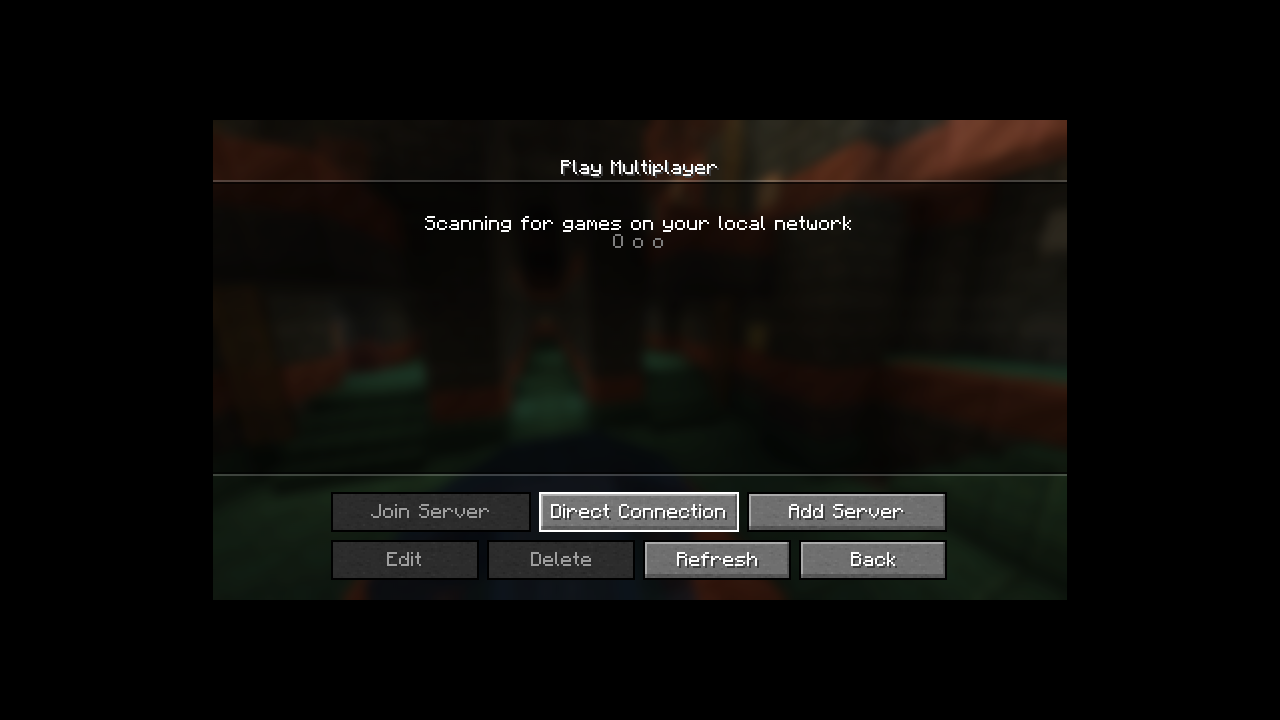 Play Multiplayer
Scanning for games on your local network
O o o
Join Server
Direct Connection
Add Server
Edit
Delete
Refresh
Back